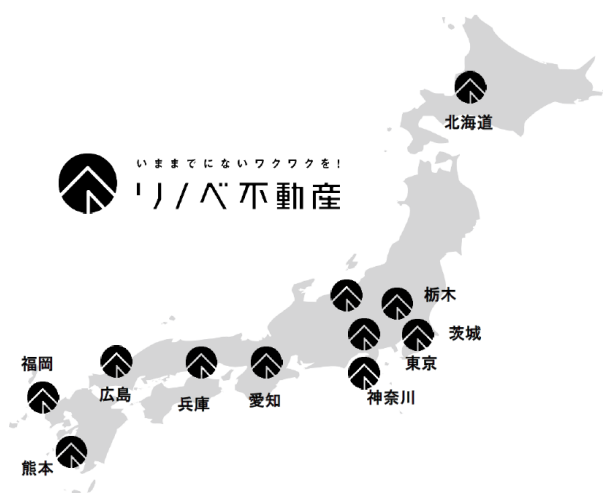 北海道
いままでにないワクワクを!
リノベ不動産
栃木
茨城
東京
神奈川
愛知
兵庫
広島
福岡
熊本